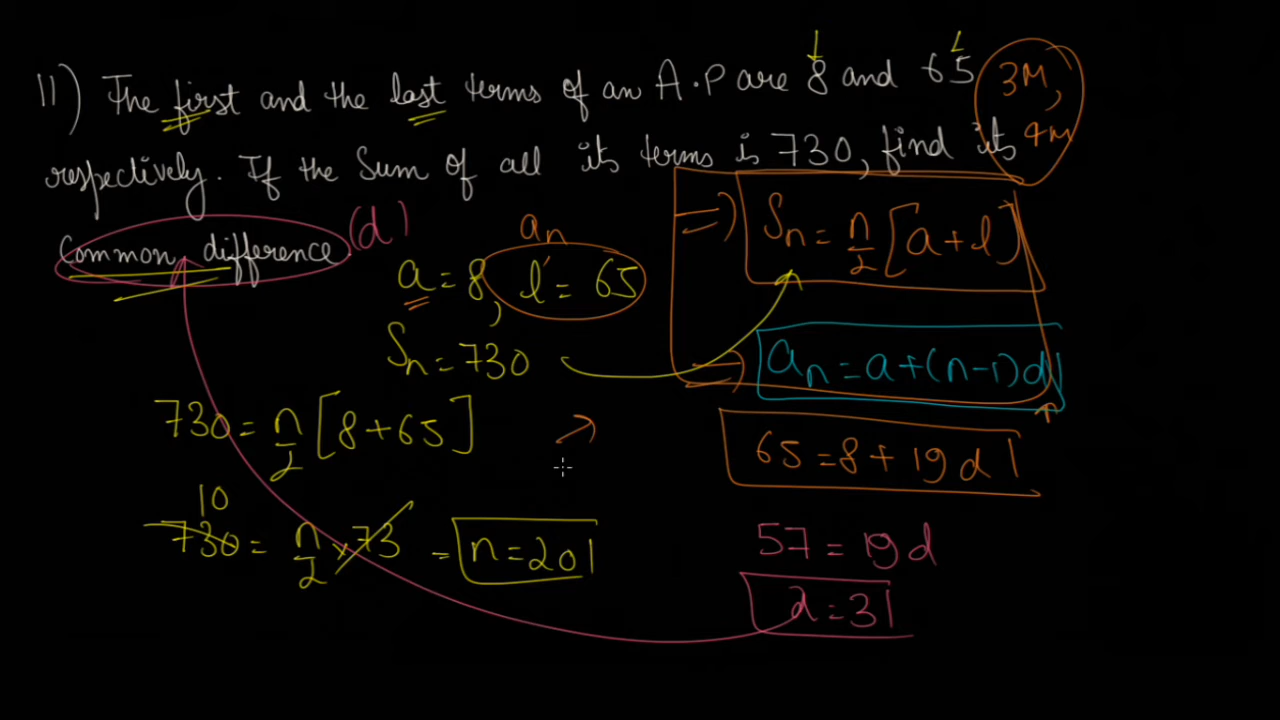 11) The first and the last terms of an A.P are 8 and 65
respectively. If the Sum of all its terms is 730, find its
Common difference (d)
3M,
4M
an
a = 8, l = 65
Sn = 730
=) Sn = n/2 [a + l]
=) an = a + (n-1)d
730 = n/2 [8 + 65]
65 = 8 + 19d
10
730 = n/2 × 73 = n = 20
57 = 19d
d = 3